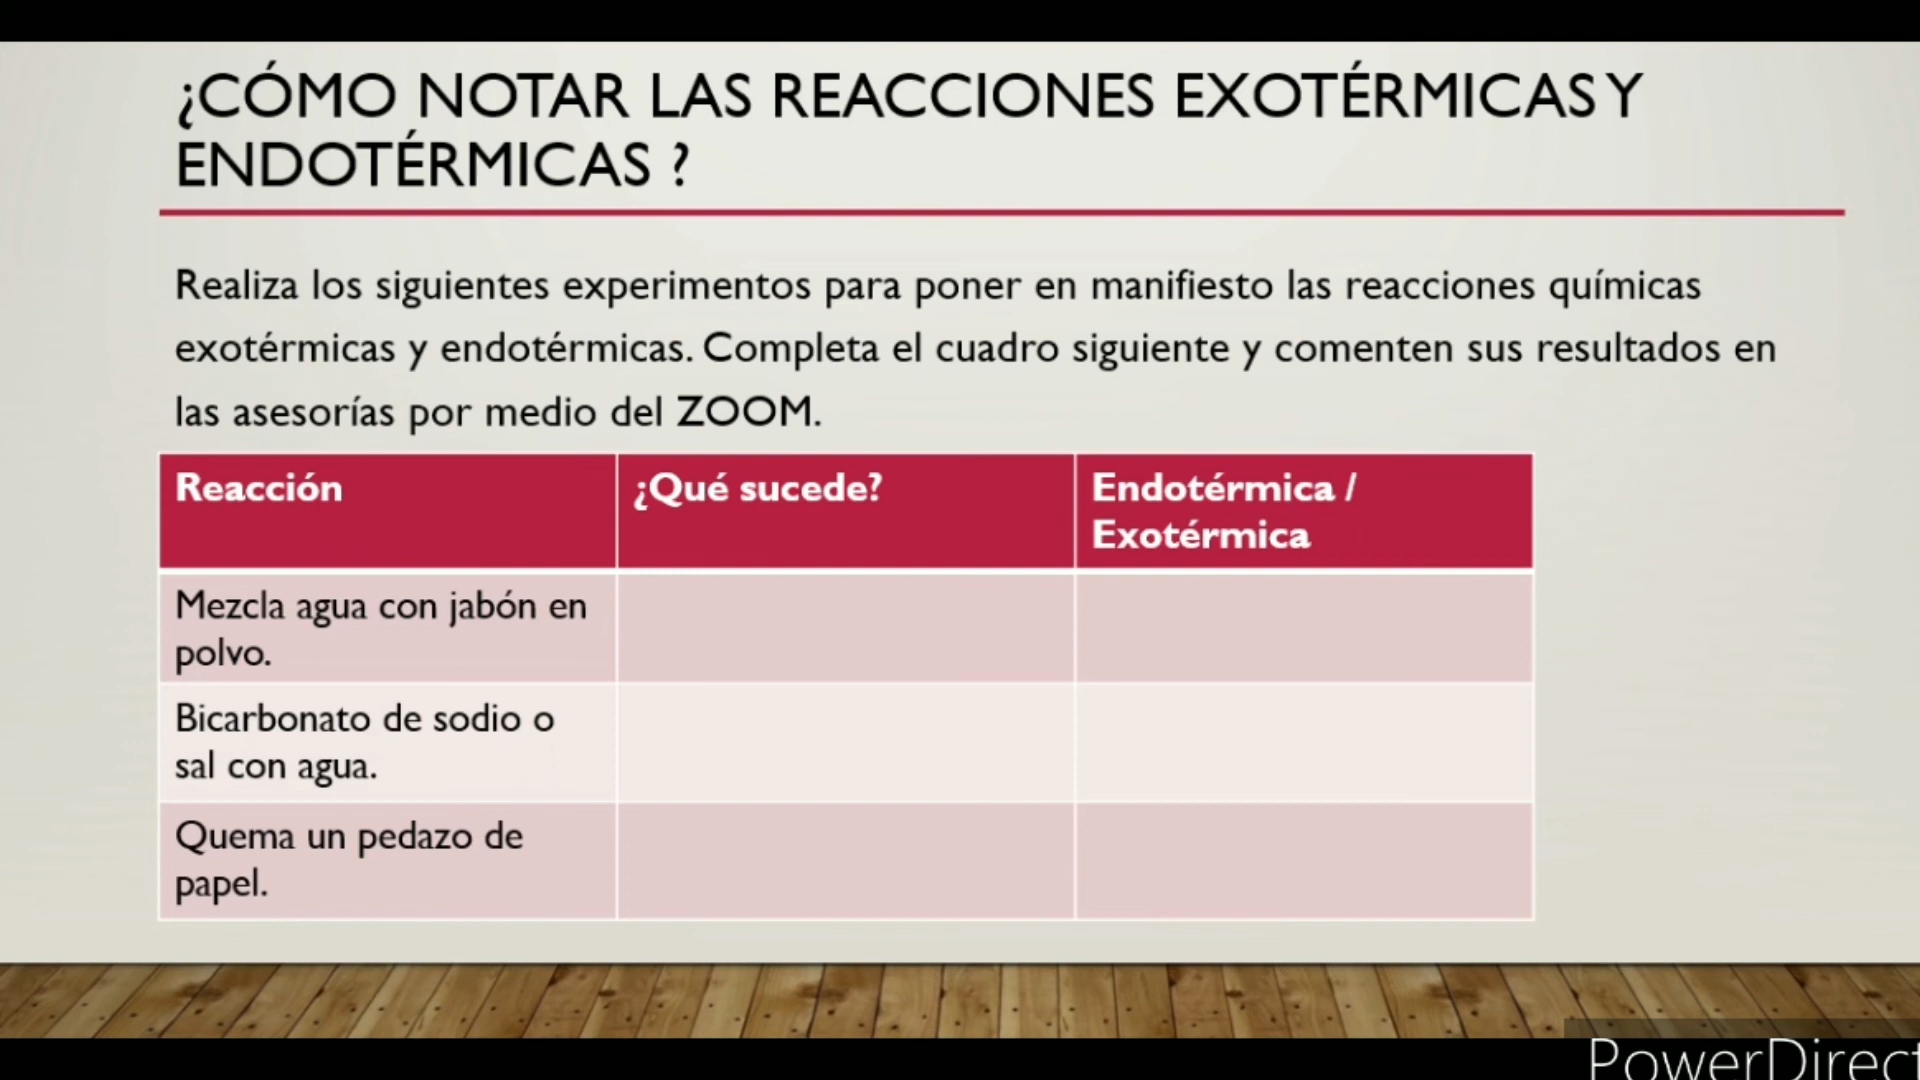 ¿CÓMO NOTAR LAS REACCIONES EXOTÉRMICAS Y
ENDOTÉRMICAS ?
Realiza los siguientes experimentos para poner en manifiesto las reacciones químicas
exotérmicas y endotérmicas. Completa el cuadro siguiente y comenten sus resultados en
las asesorías por medio del ZOOM.
Reacción
¿Qué sucede?
Endotérmica /
Exotérmica
Mezcla agua con jabón en
polvo.
Bicarbonato de sodio o
sal con agua.
Quema un pedazo de
papel.
PowerDirect